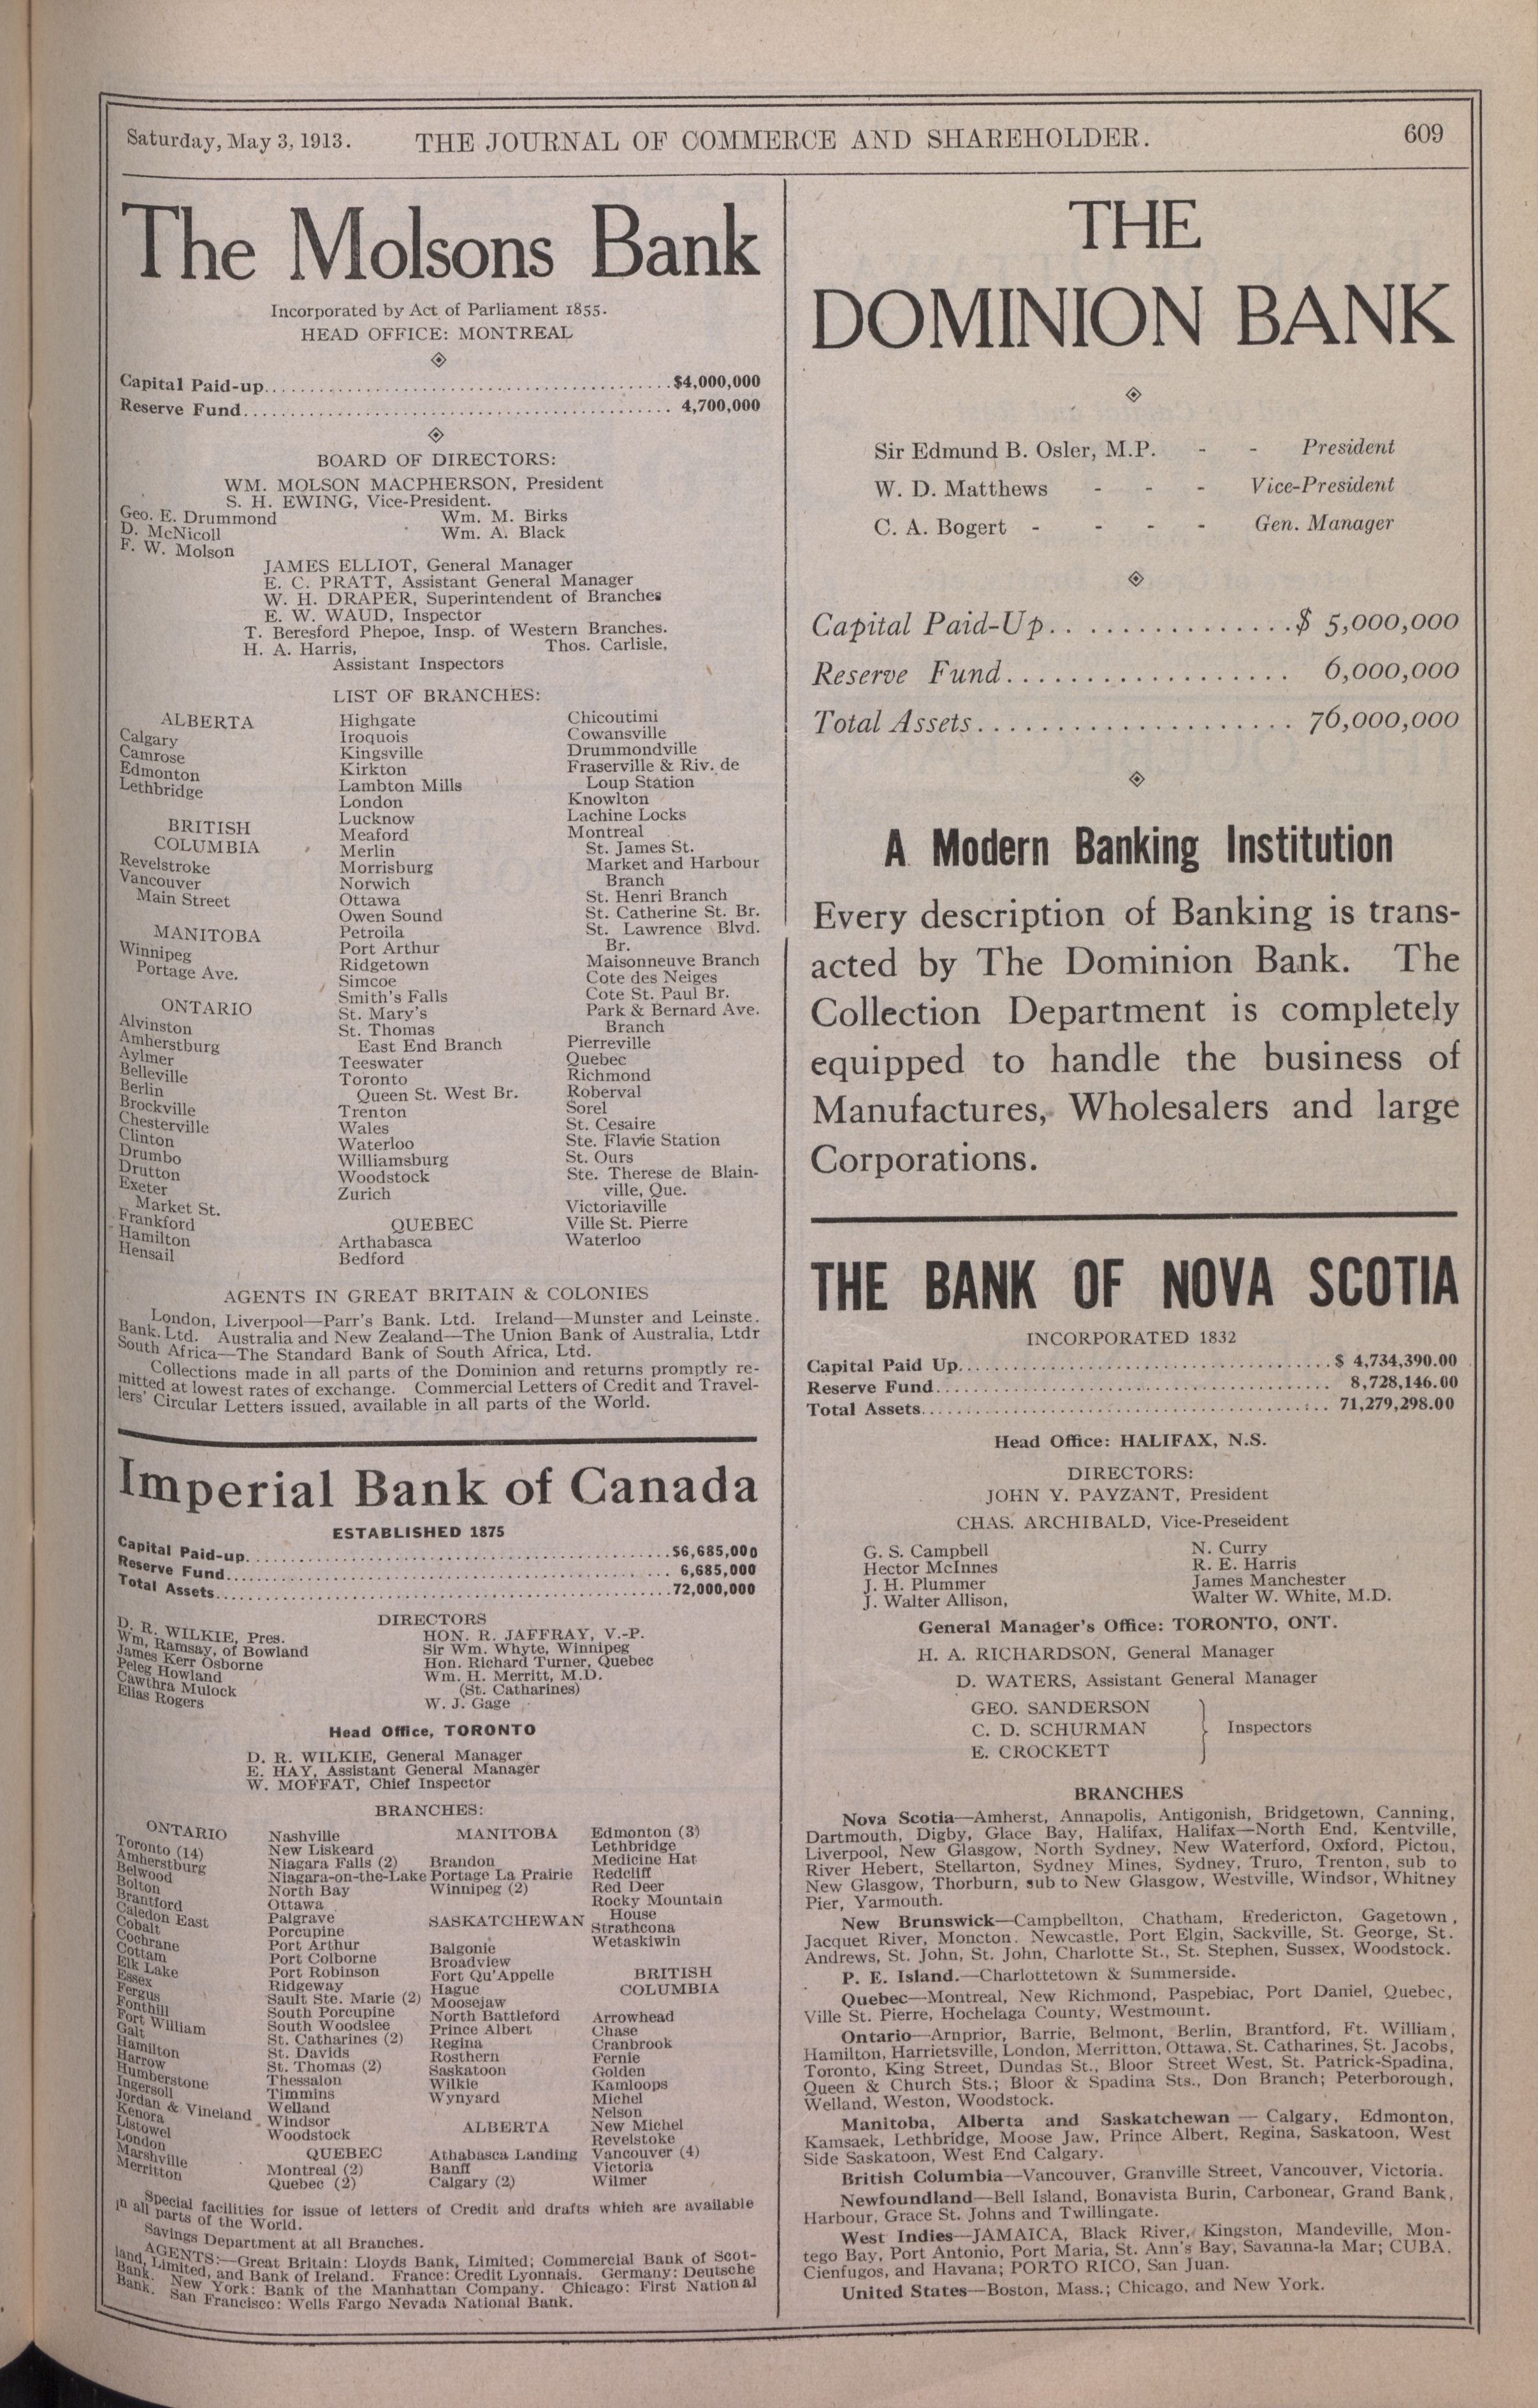 Saturday, May 3, 1913. THE JOURNAL OF COMMERCE AND SHAREHOLDER. 609
The Molsons Bank
Incorporated by Act of Parliament 1855.
HEAD OFFICE: MONTREAL
Capital Paid-up $4,000,000
Reserve Fund 4,700,000
BOARD OF DIRECTORS:
WM. MOLSON MACPHERSON, President
S. H. EWING, Vice-President.
Geo. E. Drummond Wm. M. Birks
D. McNicoll Wm. A. Black
F. W. Molson
JAMES ELLIOT, General Manager
E. C. PRATT, Assistant General Manager
W. H. DRAPER, Superintendent of Branches
E. W. WAUD, Inspector
T. Beresford Phepoe, Insp. of Western Branches.
H. A. Harris, Thos. Carlisle,
Assistant Inspectors
LIST OF BRANCHES:
ALBERTA
Calgary
Camrose
Edmonton
Lethbridge
BRITISH
COLUMBIA
Revelstroke
Vancouver
Main Street
MANITOBA
Winnipeg
Portage Ave.
ONTARIO
Alvinston
Amherstburg
Aylmer
Belleville
Berlin
Brockville
Chesterville
Clinton
Drumbo
Drutton
Exeter
Market St.
Frankford
Hamilton
Hensail
Highgate
Iroquois
Kingsville
Kirkton
Lambton Mills
London
Lucknow
Meaford
Merlin
Morrisburg
Norwich
Ottawa
Owen Sound
Petroila
Port Arthur
Ridgetown
Simcoe
Smith's Falls
St. Mary's
St. Thomas
East End Branch
Teeswater
Toronto
Queen St. West Br.
Trenton
Wales
Waterloo
Williamsburg
Woodstock
Zurich
QUEBEC
Arthabasca
Bedford
Chicoutimi
Cowansville
Drummondville
Fraserville & Riv. de
Loup Station
Knowlton
Lachine Locks
Montreal
St. James St.
Market and Harbour
Branch
St. Henri Branch
St. Catherine St. Br.
St. Lawrence Blvd.
Br.
Maisonneuve Branch
Cote des Neiges
Cote St. Paul Br.
Park & Bernard Ave.
Branch
Pierreville
Quebec
Richmond
Roberval
Sorel
St. Cesaire
Ste. Flavie Station
St. Ours
Ste. Therese de Blain-
ville, Que.
Victoriaville
Ville St. Pierre
Waterloo
AGENTS IN GREAT BRITAIN & COLONIES
London, Liverpool—Parr's Bank. Ltd. Ireland—Munster and Leinste.
Bank. Ltd. Australia and New Zealand—The Union Bank of Australia, Ltdr
South Africa—The Standard Bank of South Africa, Ltd.
Collections made in all parts of the Dominion and returns promptly re-
mitted at lowest rates of exchange. Commercial Letters of Credit and Travel-
lers' Circular Letters issued, available in all parts of the World.
Imperial Bank of Canada
ESTABLISHED 1875
Capital Paid-up $6,685,000
Reserve Fund 6,685,000
Total Assets 72,000,000
DIRECTORS
D. R. WILKIE, Pres. HON. R. JAFFRAY, V.-P.
Wm, Ramsay, of Bowland Sir Wm. Whyte, Winnipeg
James Kerr Osborne Hon. Richard Turner, Quebec
Peleg Howland Wm. H. Merritt, M.D.
Cawthra Mulock (St. Catharines)
Elias Rogers W. J. Gage
Head Office, TORONTO
D. R. WILKIE, General Manager
E. HAY, Assistant General Manager
W. MOFFAT, Chief Inspector
BRANCHES:
ONTARIO
Toronto (14)
Amherstburg
Belwood
Bolton
Brantford
Caledon East
Cobalt
Cochrane
Cottam
Elk Lake
Essex
Fergus
Fonthill
Fort William
Galt
Hamilton
Harrow
Humberstone
Ingersoll
Jordan & Vineland
Kenora
Listowel
London
Marshville
Merritton
Nashville
New Liskeard
Niagara Falls (2)
Niagara-on-the-Lake
North Bay
Ottawa
Palgrave
Porcupine
Port Arthur
Port Colborne
Port Robinson
Ridgeway
Sault Ste. Marie (2)
South Porcupine
South Woodslee
St. Catharines (2)
St. Davids
St. Thomas (2)
Thessalon
Timmins
Welland
Windsor
Woodstock
QUEBEC
Montreal (2)
Quebec (2)
MANITOBA
Brandon
Portage La Prairie
Winnipeg (2)
SASKATCHEWAN
Balgonie
Broadview
Fort Qu'Appelle
Hague
Moosejaw
North Battleford
Prince Albert
Regina
Rosthern
Saskatoon
Wilkie
Wynyard
ALBERTA
Athabasca Landing
Banff
Calgary (2)
Edmonton (3)
Lethbridge
Medicine Hat
Redcliff
Red Deer
Rocky Mountain
House
Strathcona
Wetaskiwin
BRITISH
COLUMBIA
Arrowhead
Chase
Cranbrook
Fernie
Golden
Kamloops
Michel
Nelson
New Michel
Revelstoke
Vancouver (4)
Victoria
Wilmer
Special facilities for issue of letters of Credit and drafts which are available
in all parts of the World.
Savings Department at all Branches.
AGENTS:—Great Britain: Lloyds Bank, Limited; Commercial Bank of Scot-
land, Limited, and Bank of Ireland. France: Credit Lyonnais. Germany: Deutsche
Bank. New York: Bank of the Manhattan Company. Chicago: First National
Bank. San Francisco: Wells Fargo Nevada National Bank.
THE
DOMINION BANK
Sir Edmund B. Osler, M.P. - - President
W. D. Matthews - - - Vice-President
C. A. Bogert - - - - Gen. Manager
Capital Paid-Up $ 5,000,000
Reserve Fund 6,000,000
Total Assets 76,000,000
A Modern Banking Institution
Every description of Banking is trans-
acted by The Dominion Bank. The
Collection Department is completely
equipped to handle the business of
Manufactures, Wholesalers and large
Corporations.
THE BANK OF NOVA SCOTIA
INCORPORATED 1832
Capital Paid Up $ 4,734,390.00
Reserve Fund 8,728,146.00
Total Assets 71,279,298.00
Head Office: HALIFAX, N.S.
DIRECTORS:
JOHN Y. PAYZANT, President
CHAS. ARCHIBALD, Vice-Preseident
G. S. Campbell N. Curry
Hector McInnes R. E. Harris
J. H. Plummer James Manchester
J. Walter Allison, Walter W. White, M.D.
General Manager's Office: TORONTO, ONT.
H. A. RICHARDSON, General Manager
D. WATERS, Assistant General Manager
GEO. SANDERSON
C. D. SCHURMAN Inspectors
E. CROCKETT
BRANCHES
Nova Scotia—Amherst, Annapolis, Antigonish, Bridgetown, Canning,
Dartmouth, Digby, Glace Bay, Halifax, Halifax—North End, Kentville,
Liverpool, New Glasgow, North Sydney, New Waterford, Oxford, Pictou,
River Hebert, Stellarton, Sydney Mines, Sydney, Truro, Trenton, sub to
New Glasgow, Thorburn, sub to New Glasgow, Westville, Windsor, Whitney
Pier, Yarmouth.
New Brunswick—Campbellton, Chatham, Fredericton, Gagetown,
Jacquet River, Moncton. Newcastle, Port Elgin, Sackville, St. George, St.
Andrews, St. John, St. John, Charlotte St., St. Stephen, Sussex, Woodstock.
P. E. Island.—Charlottetown & Summerside.
Quebec—Montreal, New Richmond, Paspebiac, Port Daniel, Quebec,
Ville St. Pierre, Hochelaga County, Westmount.
Ontario—Arnprior, Barrie, Belmont, Berlin, Brantford, Ft. William,
Hamilton, Harrietsville, London, Merritton, Ottawa, St. Catharines, St. Jacobs,
Toronto, King Street, Dundas St., Bloor Street West, St. Patrick-Spadina,
Queen & Church Sts.; Bloor & Spadina Sts., Don Branch; Peterborough,
Welland, Weston, Woodstock.
Manitoba, Alberta and Saskatchewan — Calgary, Edmonton,
Kamsack, Lethbridge, Moose Jaw, Prince Albert, Regina, Saskatoon, West
Side Saskatoon, West End Calgary.
British Columbia—Vancouver, Granville Street, Vancouver, Victoria.
Newfoundland—Bell Island, Bonavista Burin, Carbonear, Grand Bank,
Harbour, Grace St. Johns and Twillingate.
West Indies—JAMAICA, Black River, Kingston, Mandeville, Mon-
tego Bay, Port Antonio, Port Maria, St. Ann's Bay, Savanna-la Mar; CUBA,
Cienfugos, and Havana; PORTO RICO, San Juan.
United States—Boston, Mass.; Chicago, and New York.